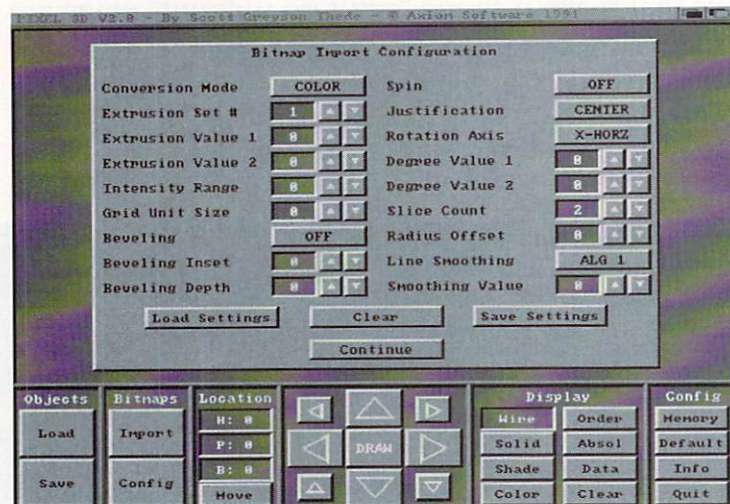 PIXEL 3D V2.0 - By Scott Greyson Thede - © Axion Software 1991
Bitmap Import Configuration
Conversion Mode COLOR
Extrusion Set # 1
Extrusion Value 1 0
Extrusion Value 2 0
Intensity Range 0
Grid Unit Size 0
Beveling OFF
Beveling Inset 0
Beveling Depth 0
Spin OFF
Justification CENTER
Rotation Axis X-HORZ
Degree Value 1 0
Degree Value 2 0
Slice Count 2
Radius Offset 0
Line Smoothing ALG 1
Smoothing Value 0
Load Settings Clear Save Settings
Continue
Objects
Load
Save
Bitmaps
Import
Config
Location
H: 0
P: 0
B: 0
Move
DRAW
Display
Wire Order
Solid Absol
Shade Data
Color Clear
Config
Memory
Default
Info
Quit